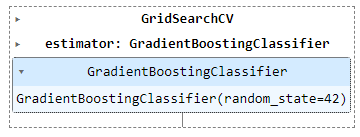 GridSearchCV
estimator: GradientBoostingClassifier
GradientBoostingClassifier
GradientBoostingClassifier(random_state=42)